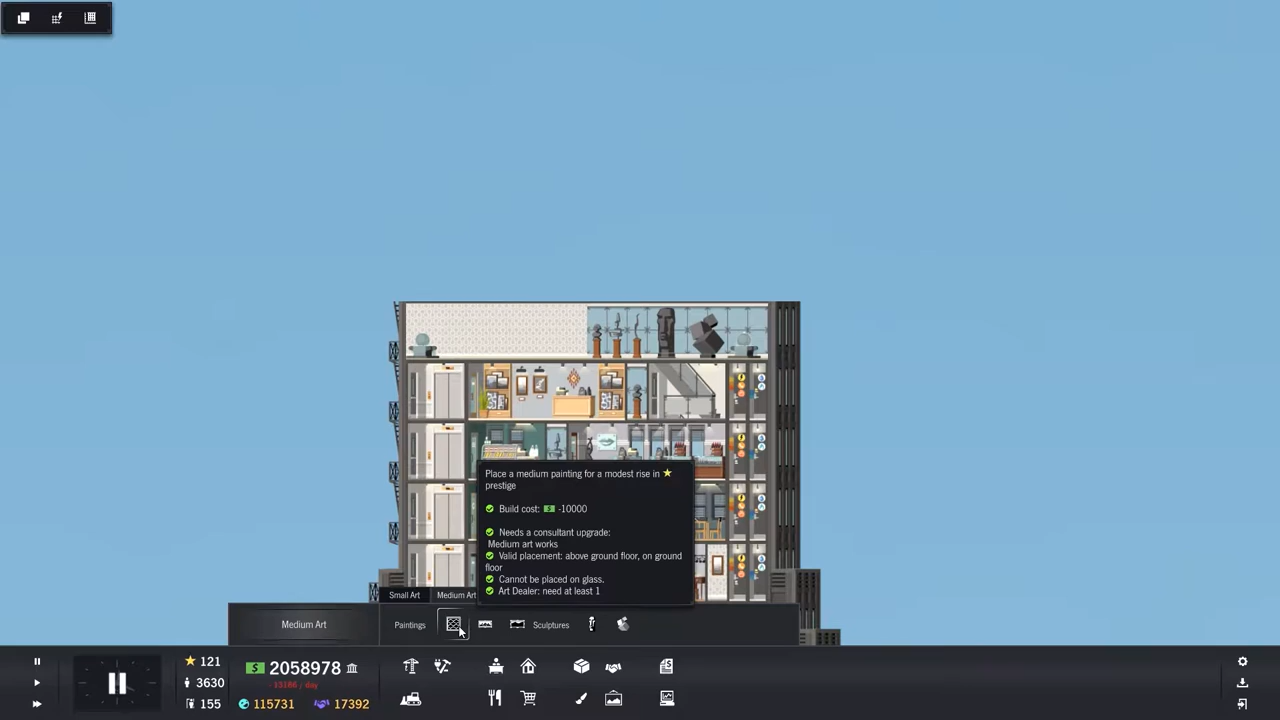 Place a medium painting for a modest rise in
prestige
Build cost: -10000
Needs a consultant upgrade:
Medium art works
Valid placement: above ground floor, on ground
floor
Cannot be placed on glass.
Art Dealer: need at least 1
Small Art
Medium Art
Medium Art
Paintings
Sculptures
121
3630
155
2058978
-13186 / day
115731
17392